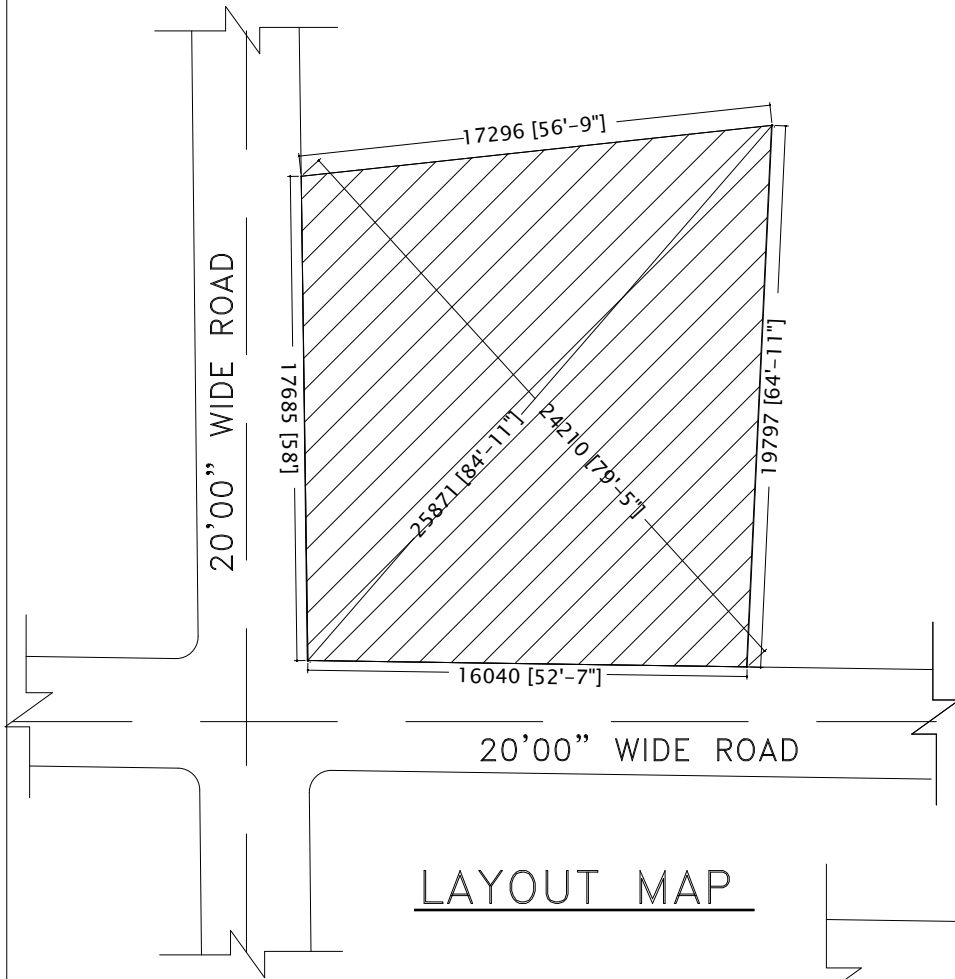 17296 [56'-9"]
20'00" WIDE ROAD
17685 [58']
19797 [64'-11"]
25871 [84'-11"]
24210 [79'-5"]
16040 [52'-7"]
20'00" WIDE ROAD
LAYOUT MAP